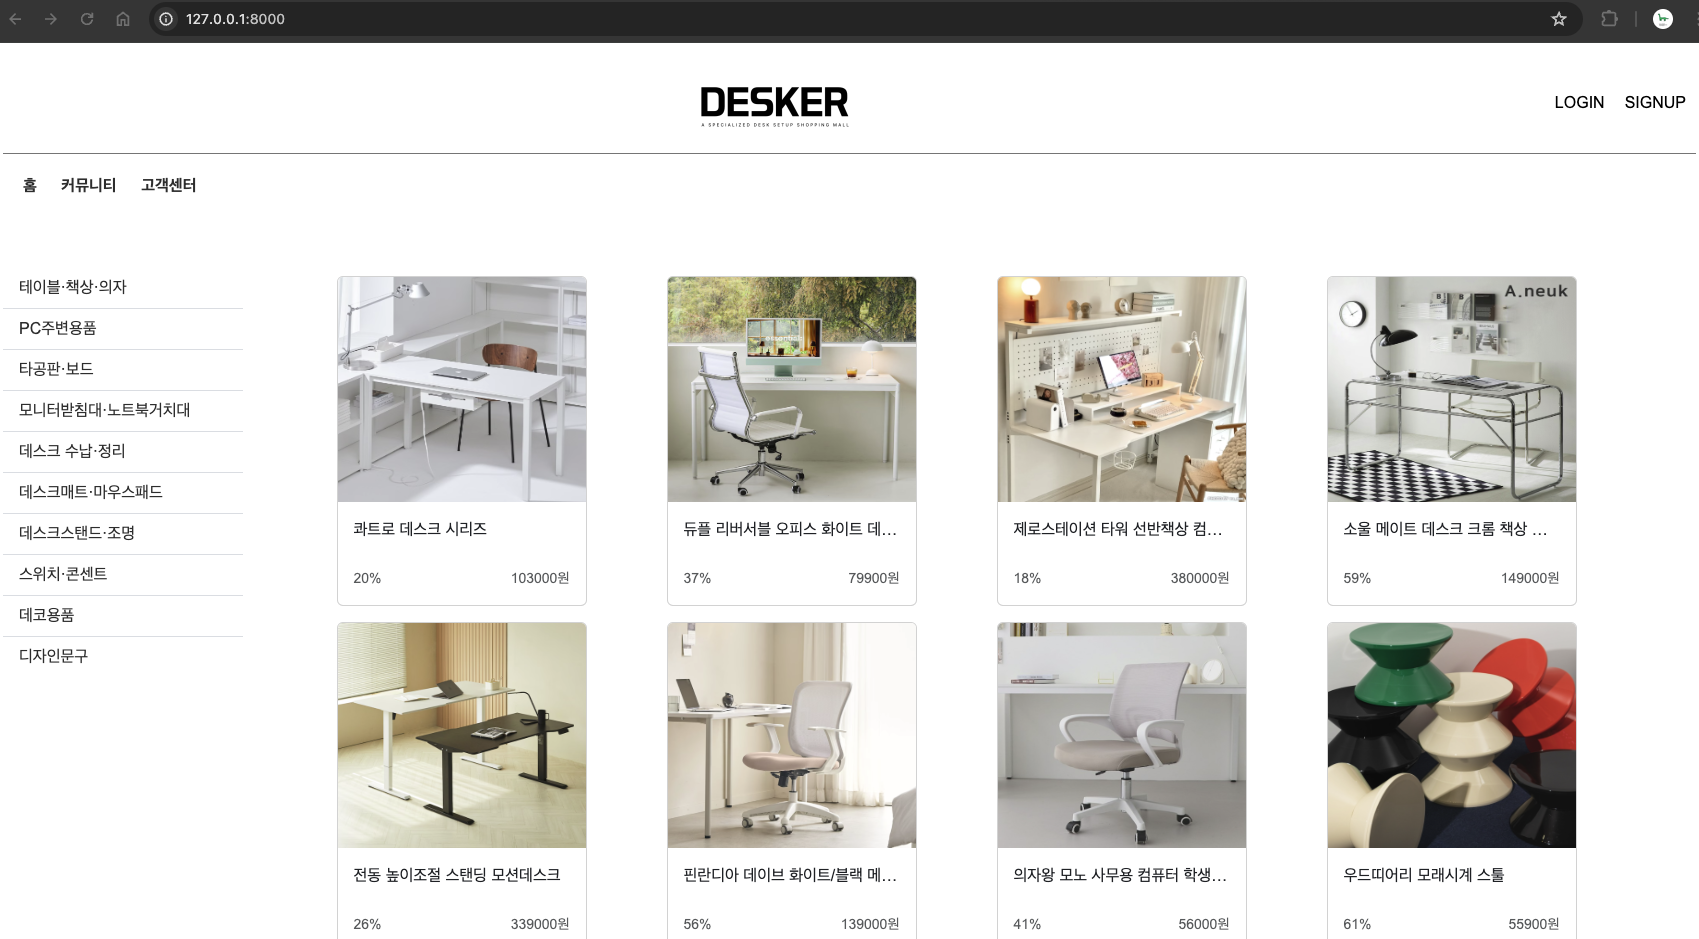 127.0.0.1:8000
DESKER
A SPECIALIZED DESK SETUP SHOPPING MALL
LOGIN SIGNUP
홈 커뮤니티 고객센터
테이블·책상·의자
PC주변용품
타공판·보드
모니터받침대·노트북거치대
데스크 수납·정리
데스크매트·마우스패드
데스크스탠드·조명
스위치·콘센트
데코용품
디자인문구
essential
A.neuk
콰트로 데스크 시리즈
듀플 리버서블 오피스 화이트 데...
제로스테이션 타워 선반책상 컴...
소울 메이트 데스크 크롬 책상 ...
20% 103000원
37% 79900원
18% 380000원
59% 149000원
전동 높이조절 스탠딩 모션데스크
핀란디아 데이브 화이트/블랙 메...
의자왕 모노 사무용 컴퓨터 학생...
우드띠어리 모래시계 스툴
26% 339000원
56% 139000원
41% 56000원
61% 55900원